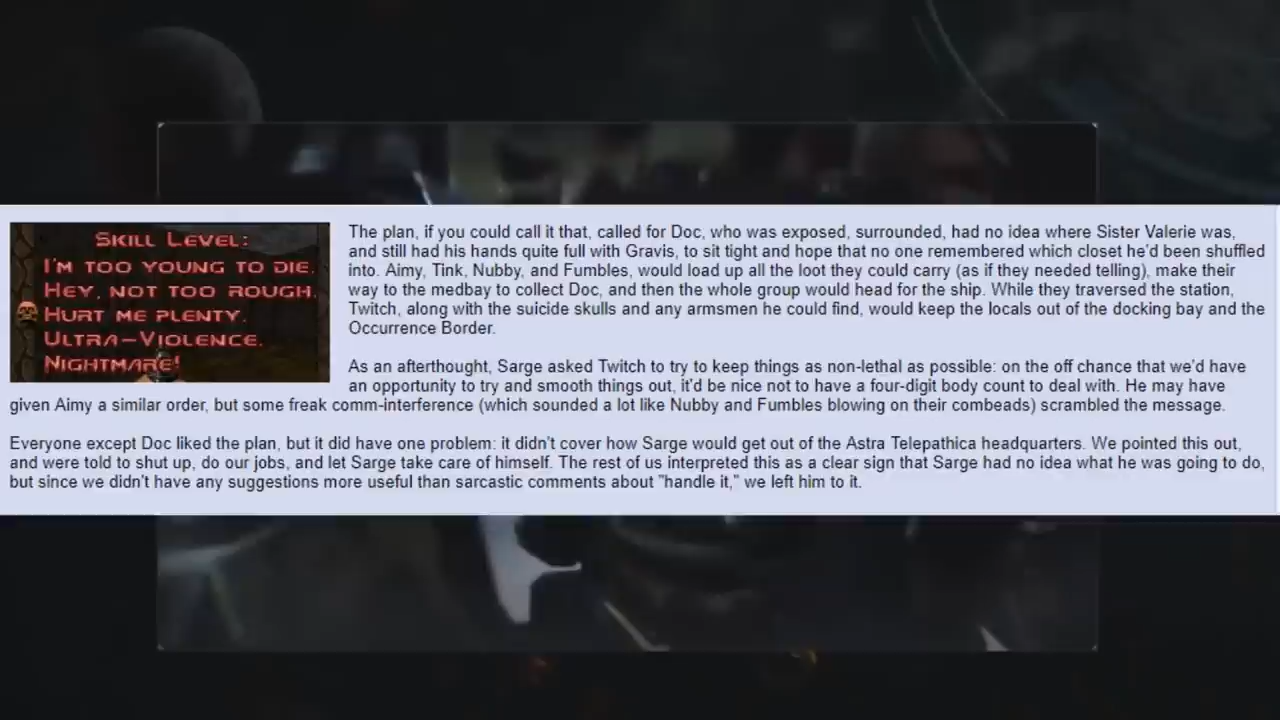 SKILL LEVEL:
I'M TOO YOUNG TO DIE.
HEY, NOT TOO ROUGH.
HURT ME PLENTY.
ULTRA-VIOLENCE.
NIGHTMARE!
The plan, if you could call it that, called for Doc, who was exposed, surrounded, had no idea where Sister Valerie was,
and still had his hands quite full with Gravis, to sit tight and hope that no one remembered which closet he'd been shuffled
into. Aimy, Tink, Nubby, and Fumbles, would load up all the loot they could carry (as if they needed telling), make their
way to the medbay to collect Doc, and then the whole group would head for the ship. While they traversed the station,
Twitch, along with the suicide skulls and any armsmen he could find, would keep the locals out of the docking bay and the
Occurrence Border.
As an afterthought, Sarge asked Twitch to try to keep things as non-lethal as possible: on the off chance that we'd have
an opportunity to try and smooth things out, it'd be nice not to have a four-digit body count to deal with. He may have
given Aimy a similar order, but some freak comm-interference (which sounded a lot like Nubby and Fumbles blowing on their combeads) scrambled the message.
Everyone except Doc liked the plan, but it did have one problem: it didn't cover how Sarge would get out of the Astra Telepathica headquarters. We pointed this out,
and were told to shut up, do our jobs, and let Sarge take care of himself. The rest of us interpreted this as a clear sign that Sarge had no idea what he was going to do,
but since we didn't have any suggestions more useful than sarcastic comments about "handle it," we left him to it.